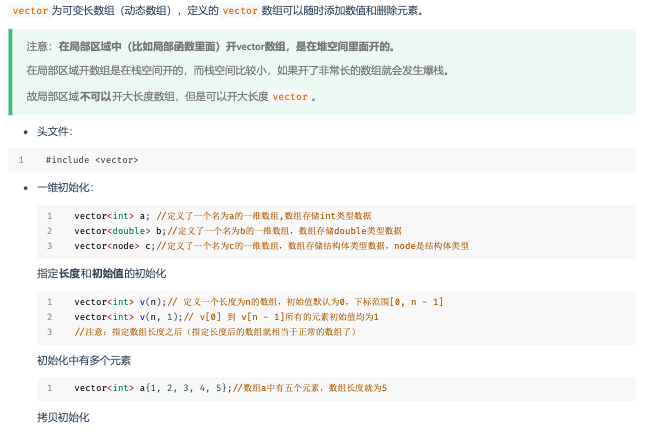 vector 为可变长数组（动态数组），定义的 vector 数组可以随时添加数值和删除元素。
注意：在局部区域中（比如局部函数里面）开vector数组，是在堆空间里面开的。
在局部区域开数组是在栈空间开的，而栈空间比较小，如果开了非常长的数组就会发生爆栈。
故局部区域不可以开大长度数组，但是可以开大长度 vector 。
头文件：
1 #include <vector>
一维初始化：
1 vector<int> a; //定义了一个名为a的一维数组,数组存储int类型数据
2 vector<double> b;//定义了一个名为b的一维数组，数组存储double类型数据
3 vector<node> c;//定义了一个名为c的一维数组，数组存储结构体类型数据，node是结构体类型
指定长度和初始值的初始化
1 vector<int> v(n);// 定义一个长度为n的数组，初始值默认为0，下标范围[0, n - 1]
2 vector<int> v(n, 1);// v[0] 到 v[n - 1]所有的元素初始值均为1
3 //注意：指定数组长度之后（指定长度后的数组就相当于正常的数组了）
初始化中有多个元素
1 vector<int> a{1, 2, 3, 4, 5};//数组a中有五个元素，数组长度就为5
拷贝初始化